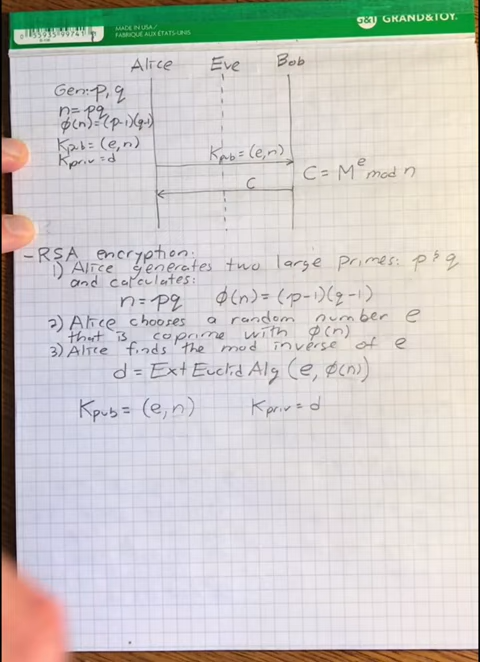 MADE IN USA/
FABRIQUÉ AUX ÉTATS-UNIS
G&T GRAND&TOY.
Alice Eve Bob
Gen: p, q
n = pq
φ(n) = (p-1)(q-1)
Kpub = (e, n)
Kpriv = d
Kpub = (e, n)
C = M^e mod n
C
- RSA encryption:
1) Alice generates two large primes: p & q
and calculates:
n = pq φ(n) = (p-1)(q-1)
2) Alice chooses a random number e
that is coprime with φ(n)
3) Alice finds the mod inverse of e
d = Ext Euclid Alg (e, φ(n))
Kpub = (e, n) Kpriv = d